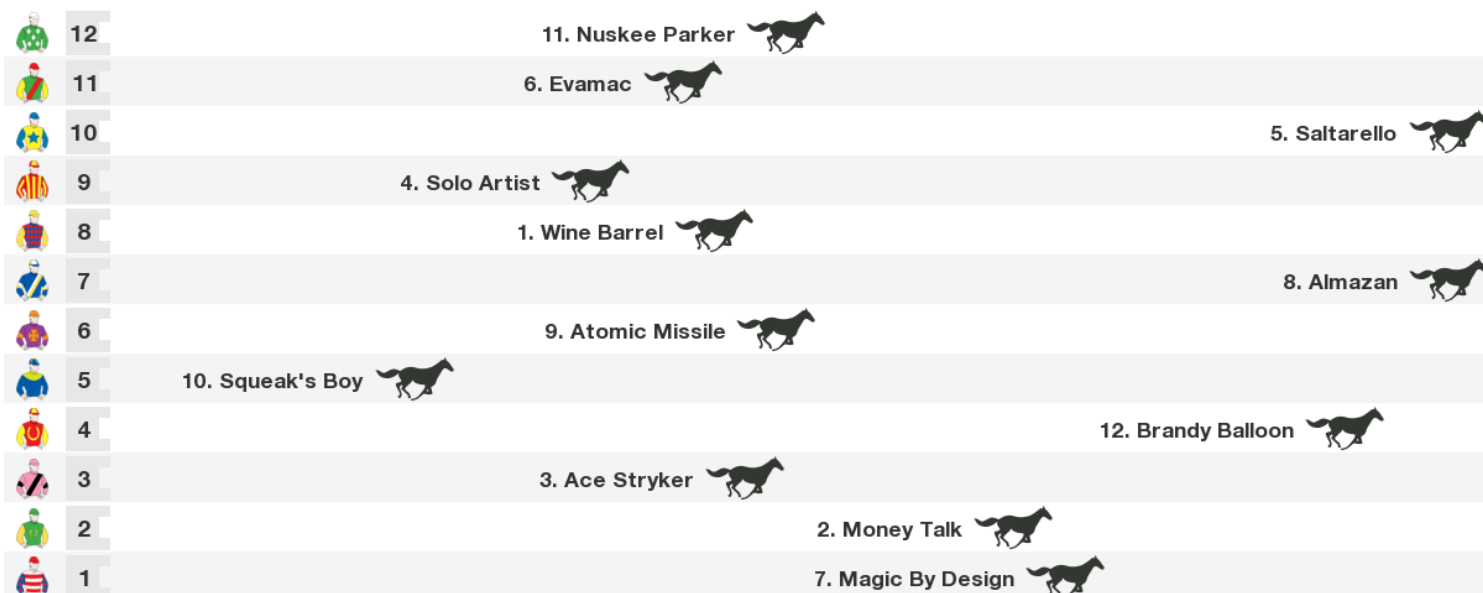 12 11. Nuskee Parker
11 6. Evamac
10 5. Saltarello
9 4. Solo Artist
8 1. Wine Barrel
7 8. Almazan
6 9. Atomic Missile
5 10. Squeak's Boy
4 12. Brandy Balloon
3 3. Ace Stryker
2 2. Money Talk
1 7. Magic By Design